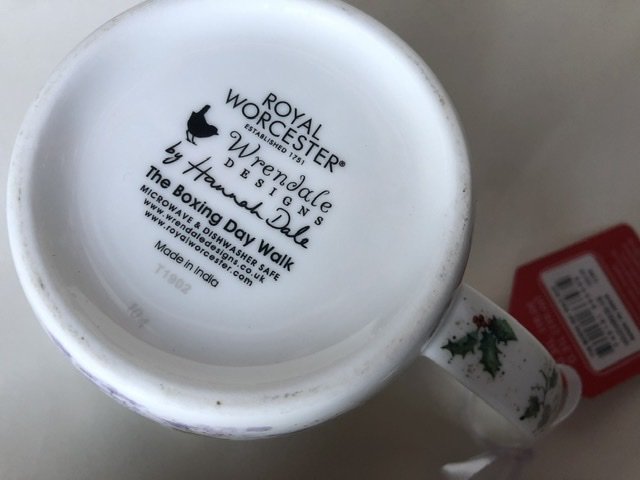 ROYAL
WORCESTER®
ESTABLISHED 1751
Wrendale
DESIGNS
by Hannah Dale
The Boxing Day Walk
MICROWAVE & DISHWASHER SAFE
www.wrendaledesigns.co.uk
www.royalworcester.com
Made in India
T1902